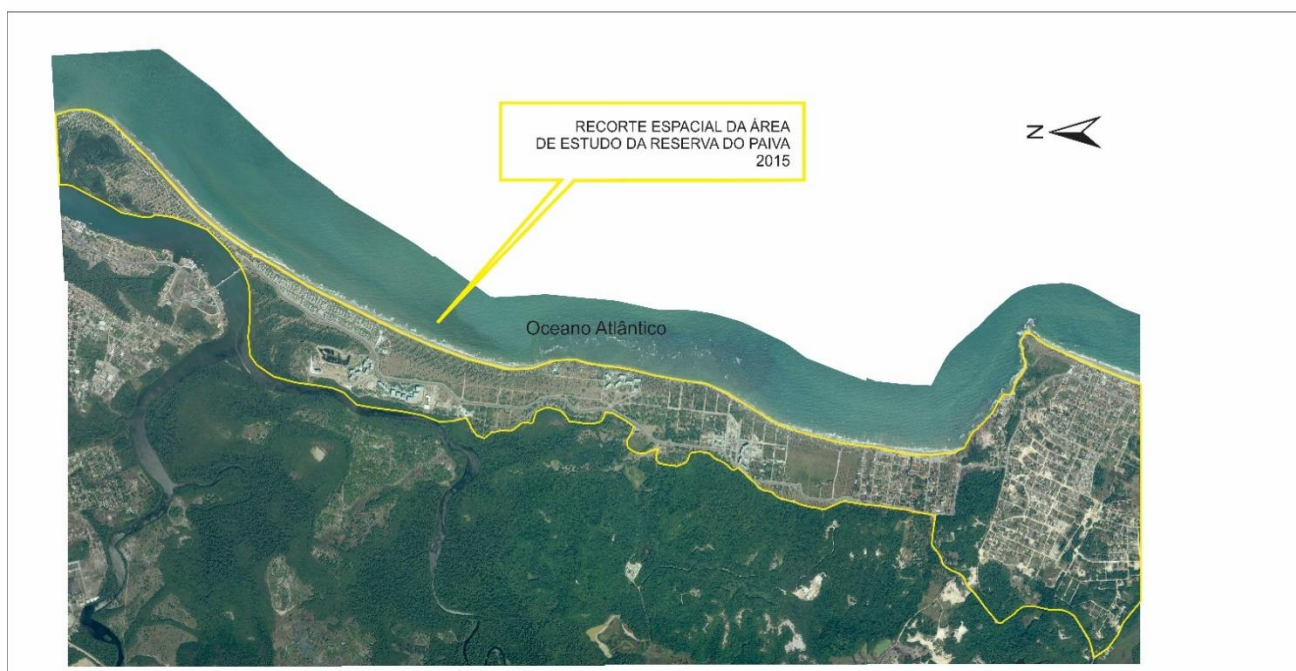 RECORTE ESPACIAL DA ÁREA
DE ESTUDO DA RESERVA DO PAIVA
2015
N
Oceano Atlântico